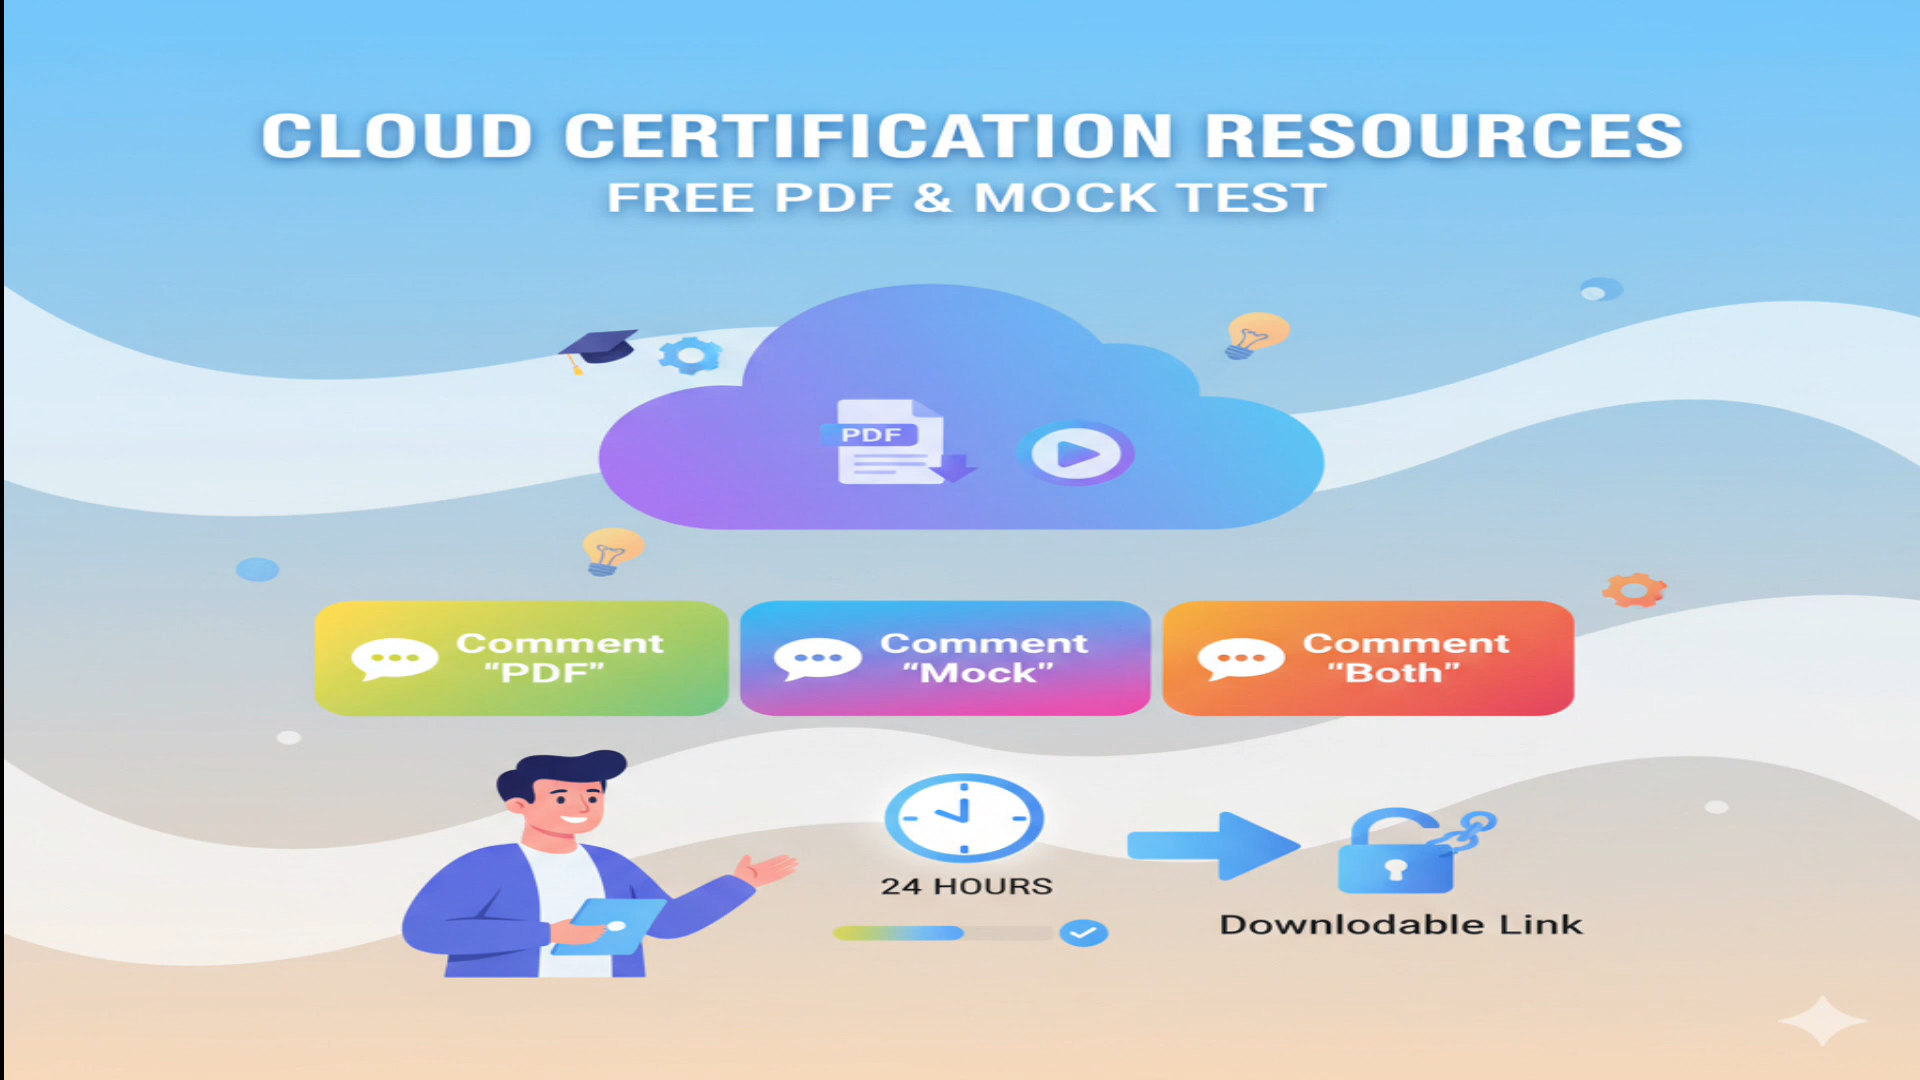 CLOUD CERTIFICATION RESOURCES
FREE PDF & MOCK TEST
PDF
Comment
“PDF”
Comment
“Mock”
Comment
“Both”
24 HOURS
Downlodable Link